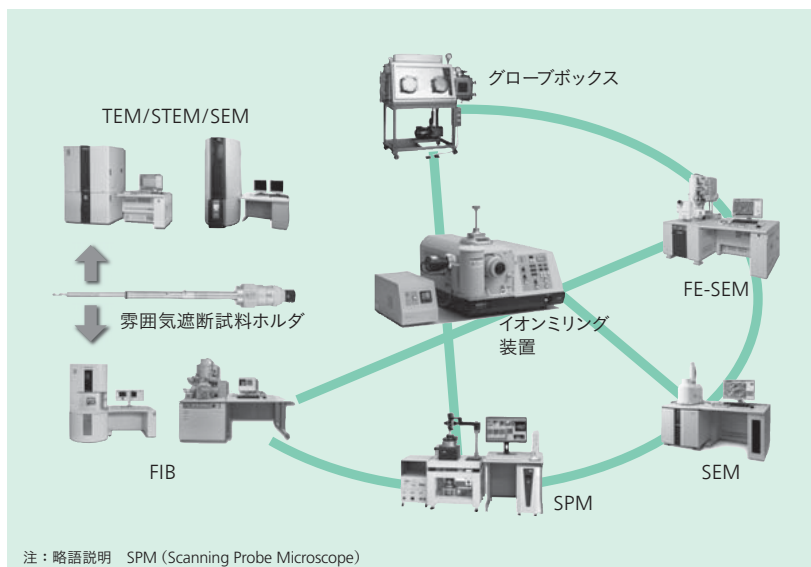 グローブボックス
TEM/STEM/SEM
FE-SEM
雰囲気遮断試料ホルダ
イオンミリング
装置
FIB
SEM
SPM
注：略語説明　SPM（Scanning Probe Microscope）